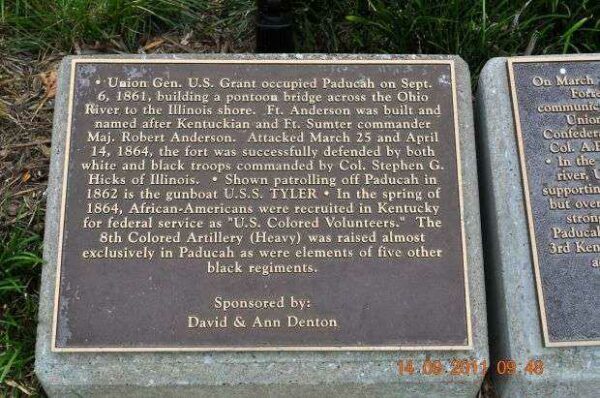 • Union Gen. U.S. Grant occupied Paducah on Sept.
6, 1861, building a pontoon bridge across the Ohio
River to the Illinois shore. Ft. Anderson was built and
named after Kentuckian and Ft. Sumter commander
Maj. Robert Anderson. Attacked March 25 and April
14, 1864, the fort was successfully defended by both
white and black troops commanded by Col. Stephen G.
Hicks of Illinois. • Shown patrolling off Paducah in
1862 is the gunboat U.S.S. TYLER • In the spring of
1864, African-Americans were recruited in Kentucky
for federal service as "U.S. Colored Volunteers." The
8th Colored Artillery (Heavy) was raised almost
exclusively in Paducah as were elements of five other
black regiments.
Sponsored by:
David & Ann Denton
On March
Forre
communic
Union
Confedera
Col. A.P
• In the
river, U
supporting
but over
strong
Paducal
3rd Ken
a
14.09.2011 09:48